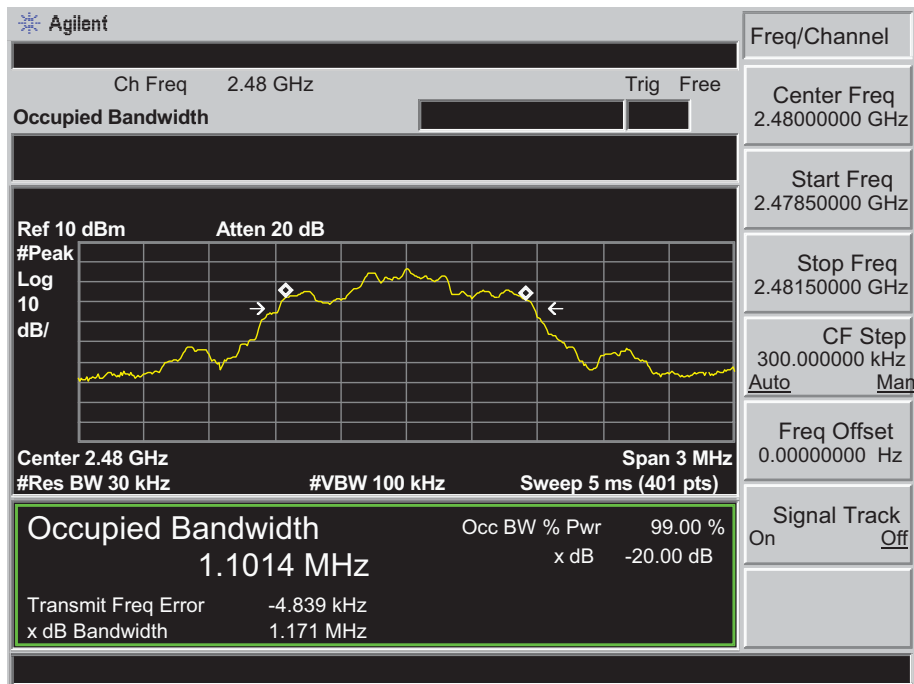 Agilent
Freq/Channel
Ch Freq 2.48 GHz Trig Free
Occupied Bandwidth
Center Freq
2.48000000 GHz
Start Freq
2.47850000 GHz
Stop Freq
2.48150000 GHz
CF Step
300.000000 kHz
Auto Man
Freq Offset
0.00000000 Hz
Signal Track
On Off
Ref 10 dBm Atten 20 dB
#Peak
Log
10
dB/
Center 2.48 GHz Span 3 MHz
#Res BW 30 kHz #VBW 100 kHz Sweep 5 ms (401 pts)
Occupied Bandwidth Occ BW % Pwr 99.00 %
1.1014 MHz x dB -20.00 dB
Transmit Freq Error -4.839 kHz
x dB Bandwidth 1.171 MHz